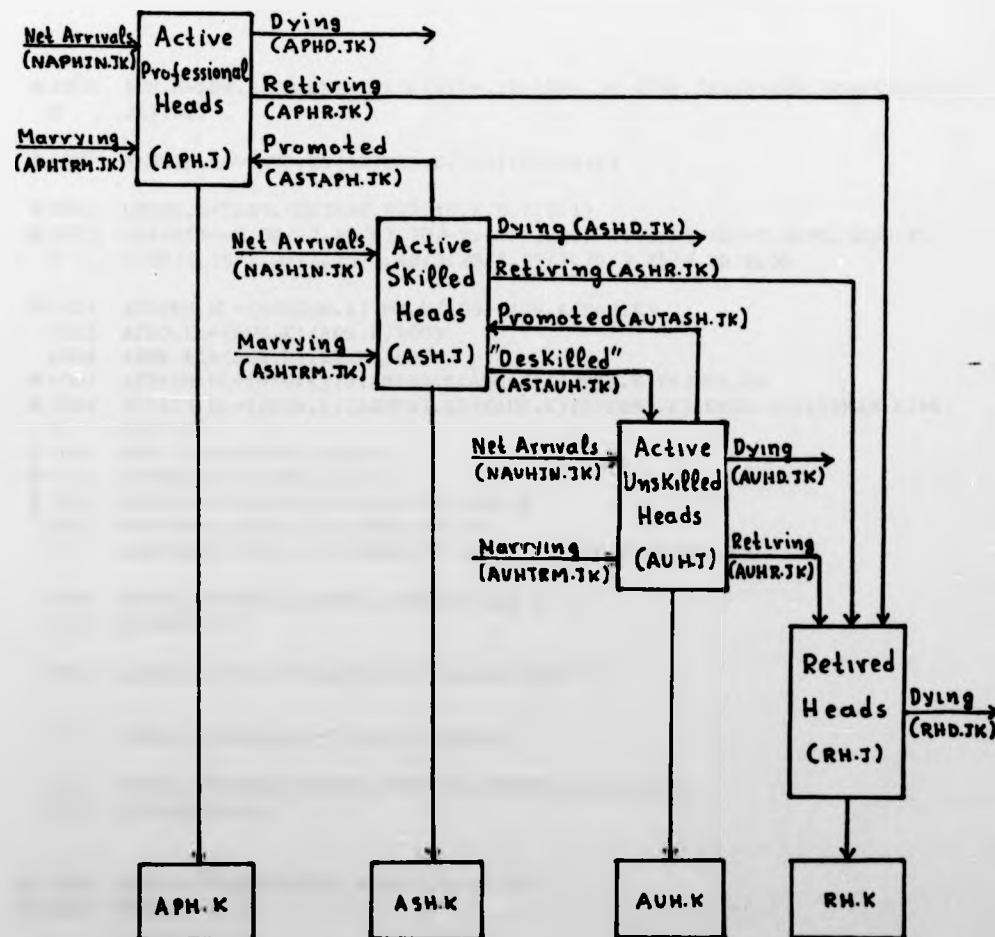 Net Arrivals
(NAPHIN.JK)
Marrying
(APHTRM.JK)
Active
Professional
Heads
(APH.J)
Dying
(APHD.JK)
Retiring
(APHR.JK)
Promoted
(ASTAPH.JK)
Net Arrivals
(NASHIN.JK)
Marrying
(ASHTRM.JK)
Active
Skilled
Heads
(ASH.J)
Dying (ASHD.JK)
Retiring (ASHR.JK)
Promoted (AUTASH.JK)
"Deskilled"
(ASTAUH.TK)
Net Arrivals
(NAUHIN.JK)
Marrying
(AUHTRM.JK)
Active
Unskilled
Heads
(AUH.J)
Dying
(AUHD.JK)
Retiring
(AUHR.JK)
Retired
Heads
(RH.J)
Dying
(RHD.JK)
APH.K
ASH.K
AUH.K
RH.K